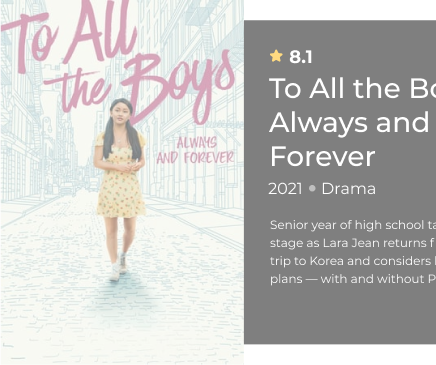 To All
the Boys
ALWAYS
AND FOREVER
8.1
To All the Bo
Always and
Forever
2021 Drama
Senior year of high school ta
stage as Lara Jean returns f
trip to Korea and considers
plans — with and without P